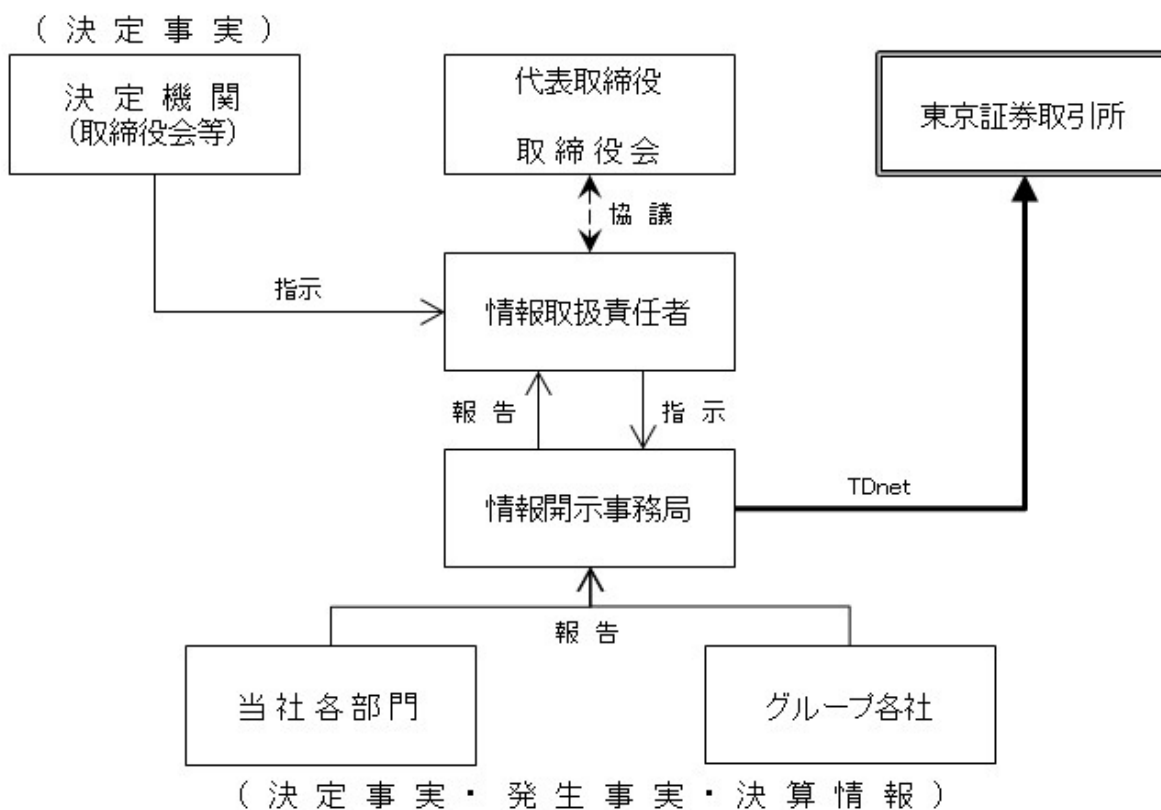 (決定事実)
決定機関
(取締役会等)
代表取締役
取締役会
東京証券取引所
協議
指示
情報取扱責任者
報告
指示
情報開示事務局
TDnet
報告
当社各部門
グループ各社
(決定事実・発生事実・決算情報)